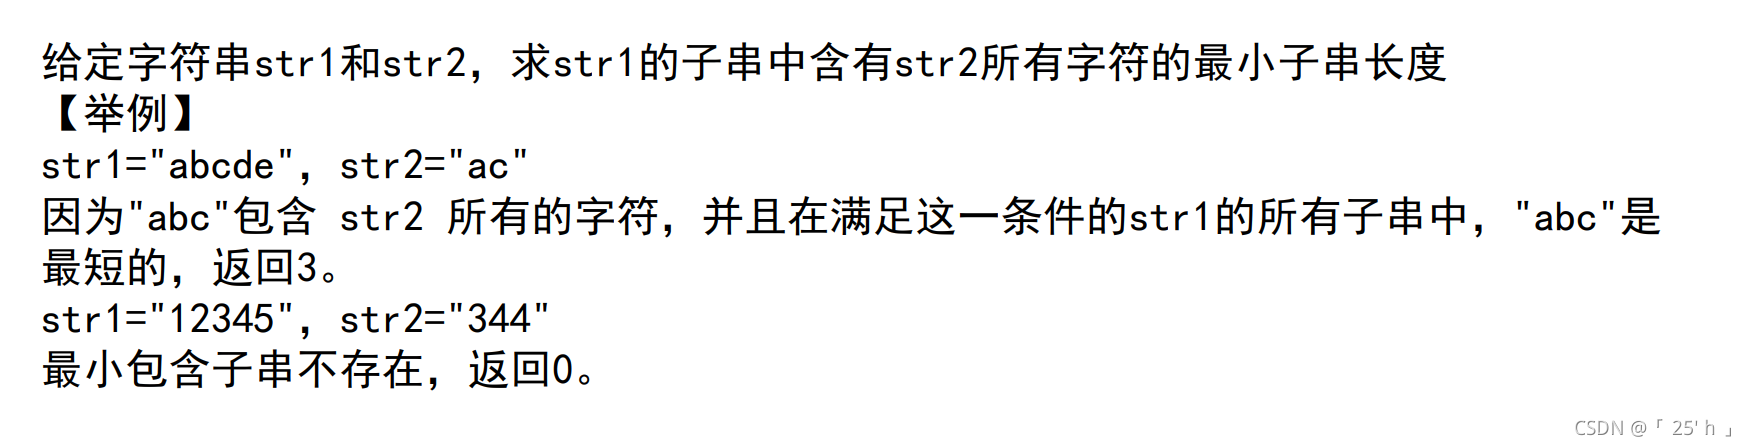 给定字符串str1和str2，求str1的子串中含有str2所有字符的最小子串长度
【举例】
str1="abcde"，str2="ac"
因为"abc"包含 str2 所有的字符，并且在满足这一条件的str1的所有子串中，"abc"是
最短的，返回3。
str1="12345"，str2="344"
最小包含子串不存在，返回0。
CSDN @「 25' h 」